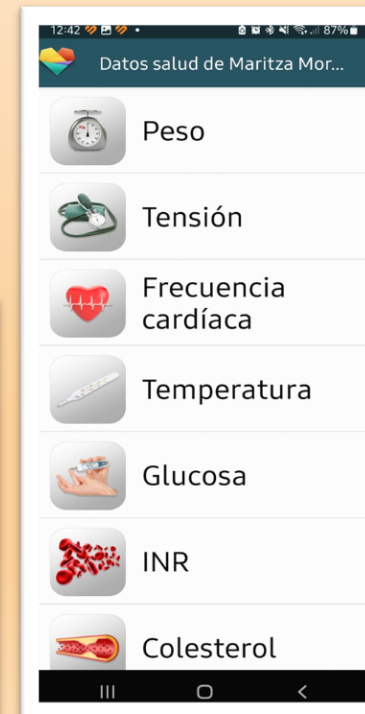 12:42
87%
Datos salud de Maritza Mor...
Peso
Tensión
Frecuencia
cardíaca
Temperatura
Glucosa
INR
Colesterol